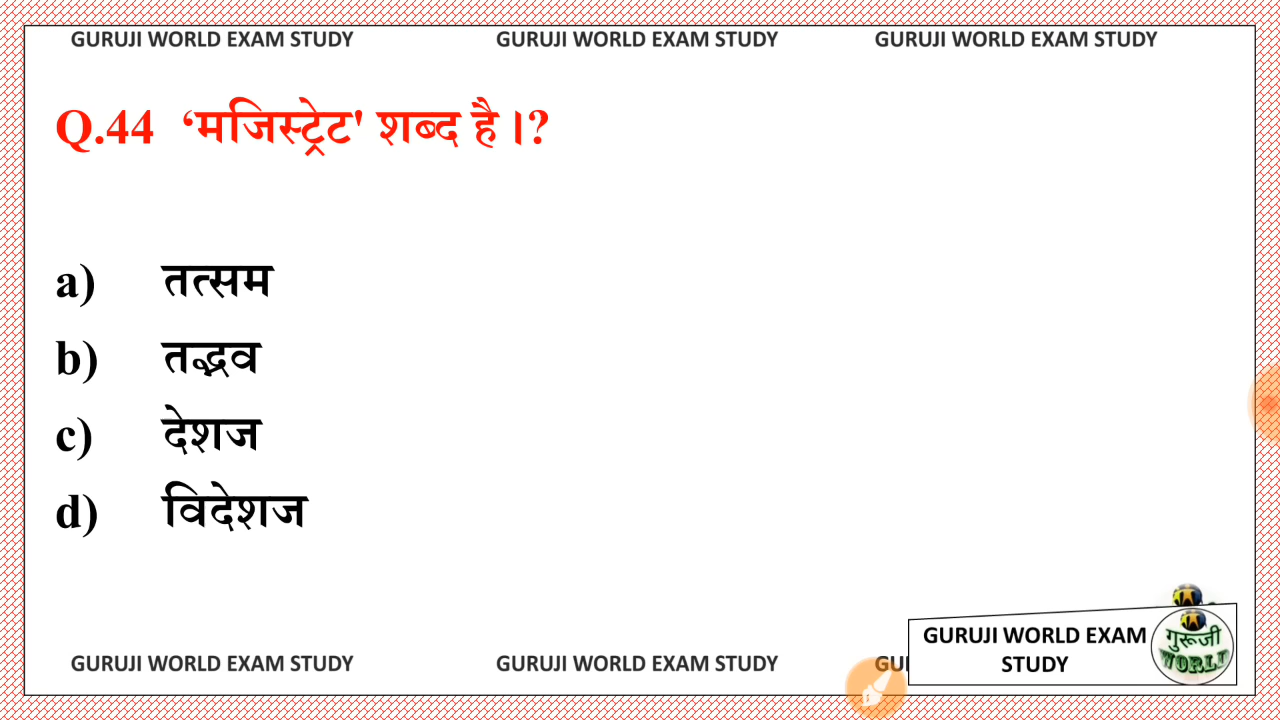 GURUJI WORLD EXAM STUDY GURUJI WORLD EXAM STUDY GURUJI WORLD EXAM STUDY
Q.44 ‘मजिस्ट्रेट' शब्द है।?
a) तत्सम
b) तद्भव
c) देशज
d) विदेशज
GURUJI WORLD EXAM STUDY GURUJI WORLD EXAM STUDY GU
GURUJI WORLD EXAM
STUDY
गुरूजी
WORLD